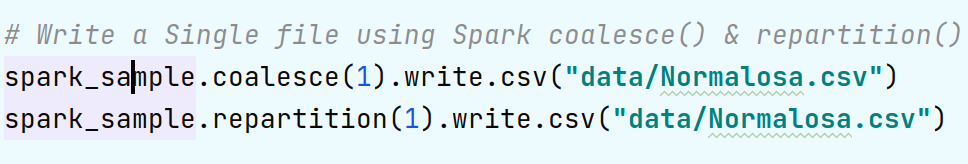 # Write a Single file using Spark coalesce() & repartition()
spark_sample.coalesce(1).write.csv("data/Normalosa.csv")
spark_sample.repartition(1).write.csv("data/Normalosa.csv")